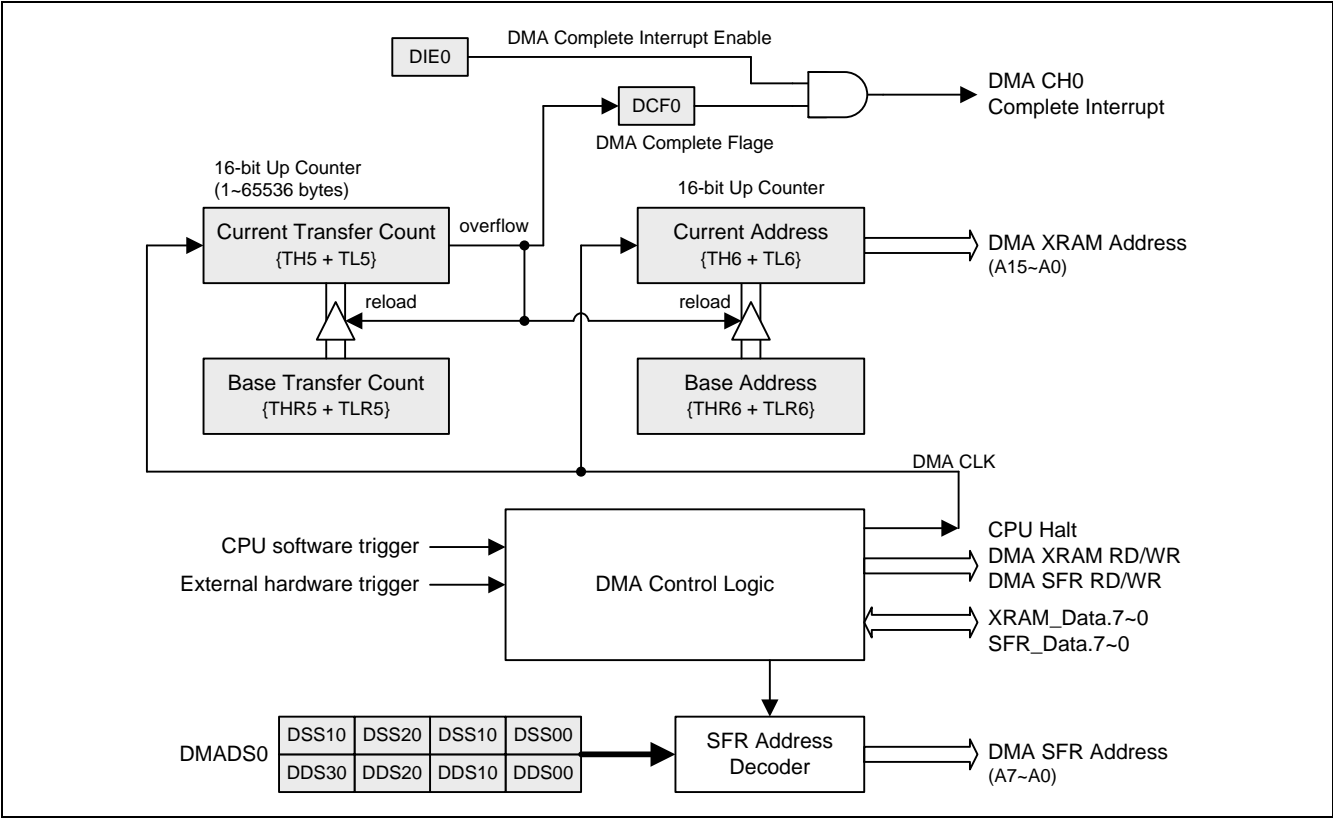 DMA Complete Interrupt Enable
DIE0
DMA CH0
Complete Interrupt
DCF0
DMA Complete Flage
16-bit Up Counter
(1~65536 bytes)
16-bit Up Counter
Current Transfer Count
{TH5 + TL5}
overflow
Current Address
{TH6 + TL6}
DMA XRAM Address
(A15~A0)
reload
reload
Base Transfer Count
{THR5 + TLR5}
Base Address
{THR6 + TLR6}
DMA CLK
CPU software trigger
External hardware trigger
DMA Control Logic
CPU Halt
DMA XRAM RD/WR
DMA SFR RD/WR
XRAM_Data.7~0
SFR_Data.7~0
DMADS0
DSS10 DSS20 DSS10 DSS00
DDS30 DDS20 DDS10 DDS00
SFR Address
Decoder
DMA SFR Address
(A7~A0)